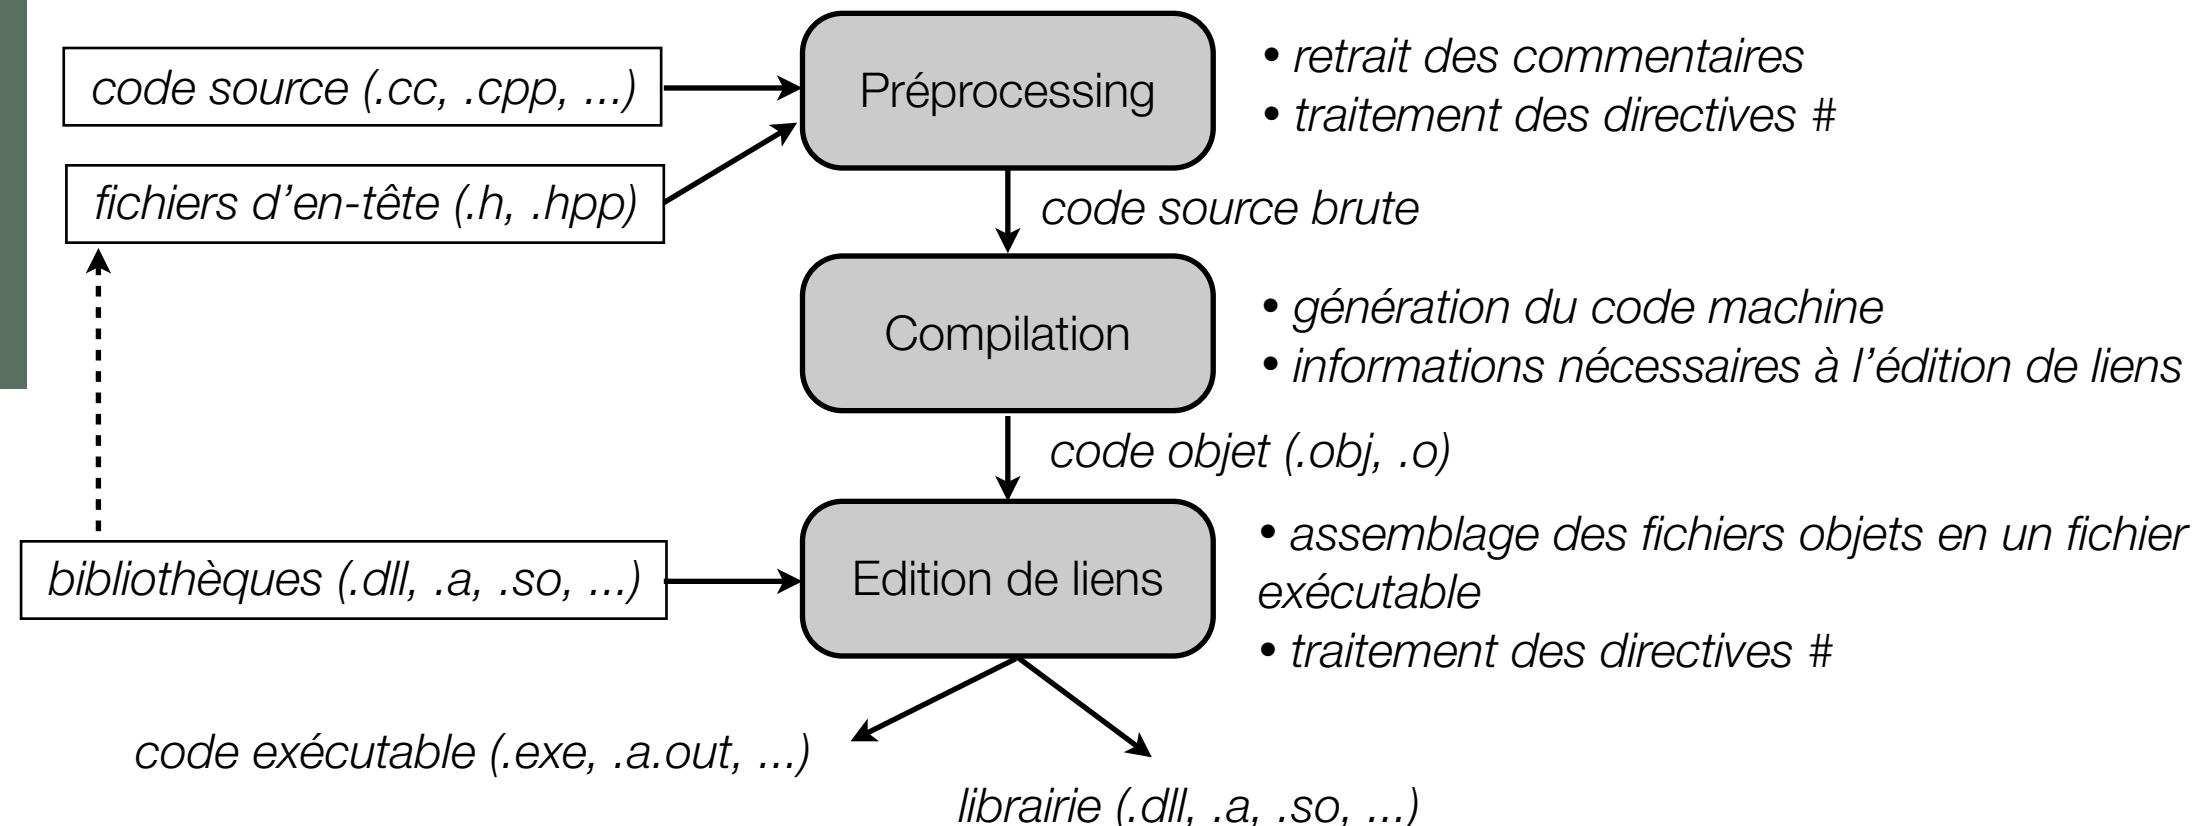 code source (.cc, .cpp, ...)
Préprocessing
• retrait des commentaires
• traitement des directives #
fichiers d'en-tête (.h, .hpp)
code source brute
Compilation
• génération du code machine
• informations nécessaires à l'édition de liens
code objet (.obj, .o)
bibliothèques (.dll, .a, .so, ...)
Edition de liens
• assemblage des fichiers objets en un fichier
exécutable
• traitement des directives #
code exécutable (.exe, .a.out, ...)
librairie (.dll, .a, .so, ...)